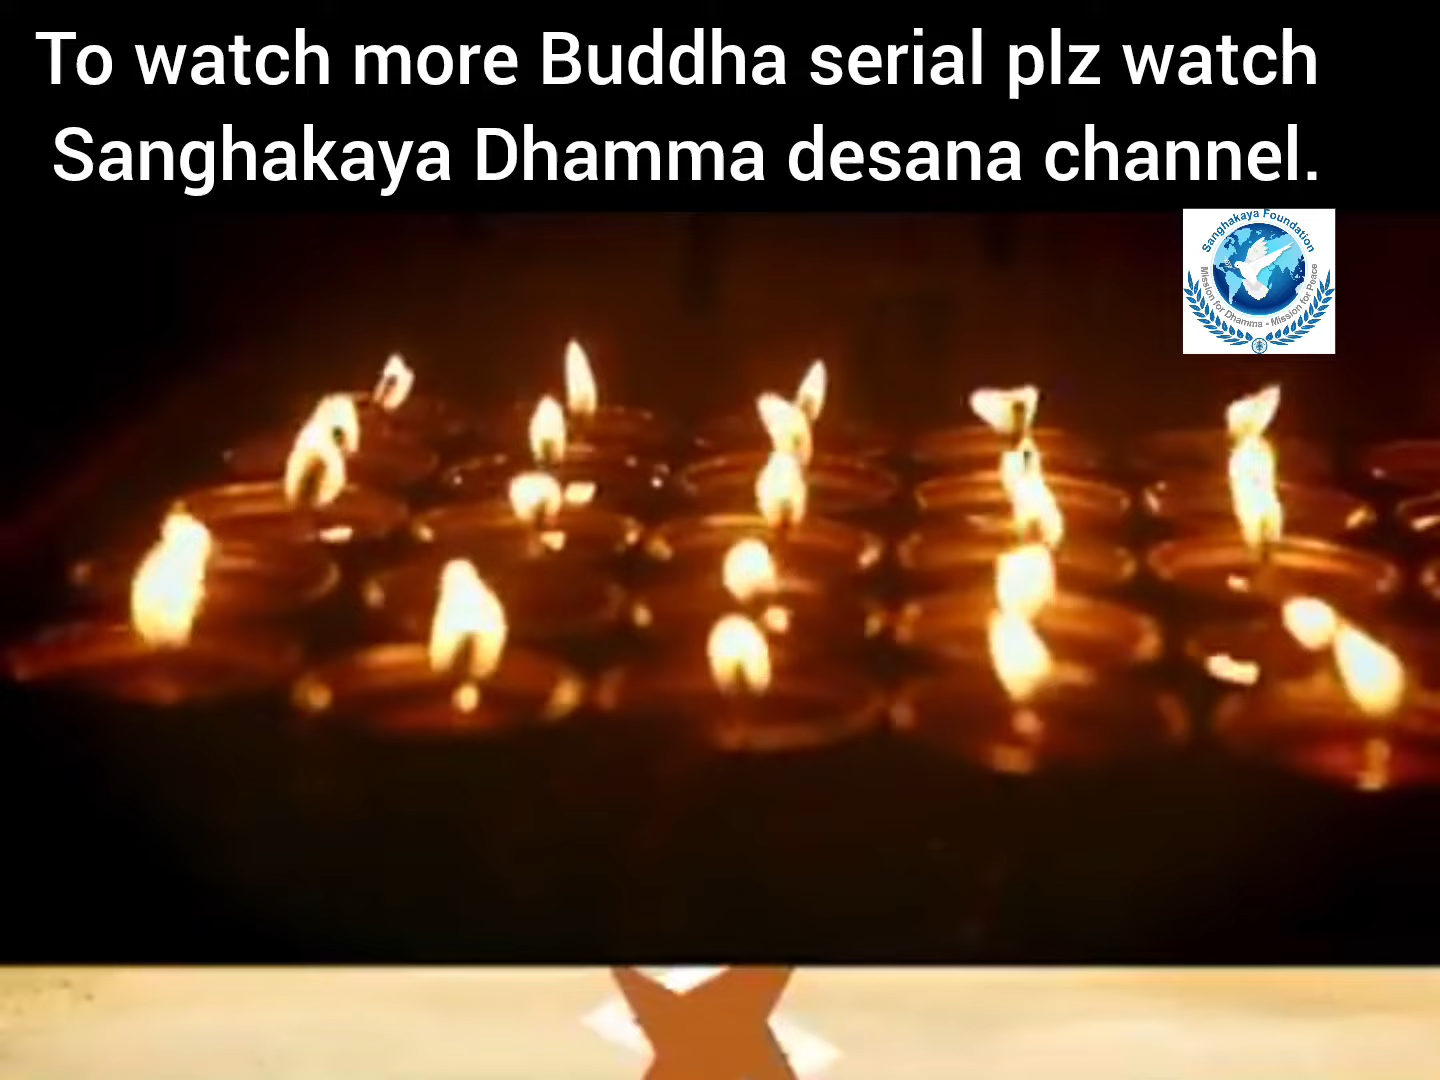 To watch more Buddha serial plz watch
Sanghakaya Dhamma desana channel.
Sanghakaya Foundation
Mission for Dhamma - Mission for Peace